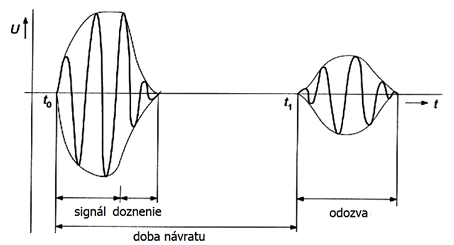 U
t0
t1
t
signál
doznenie
odozva
doba návratu